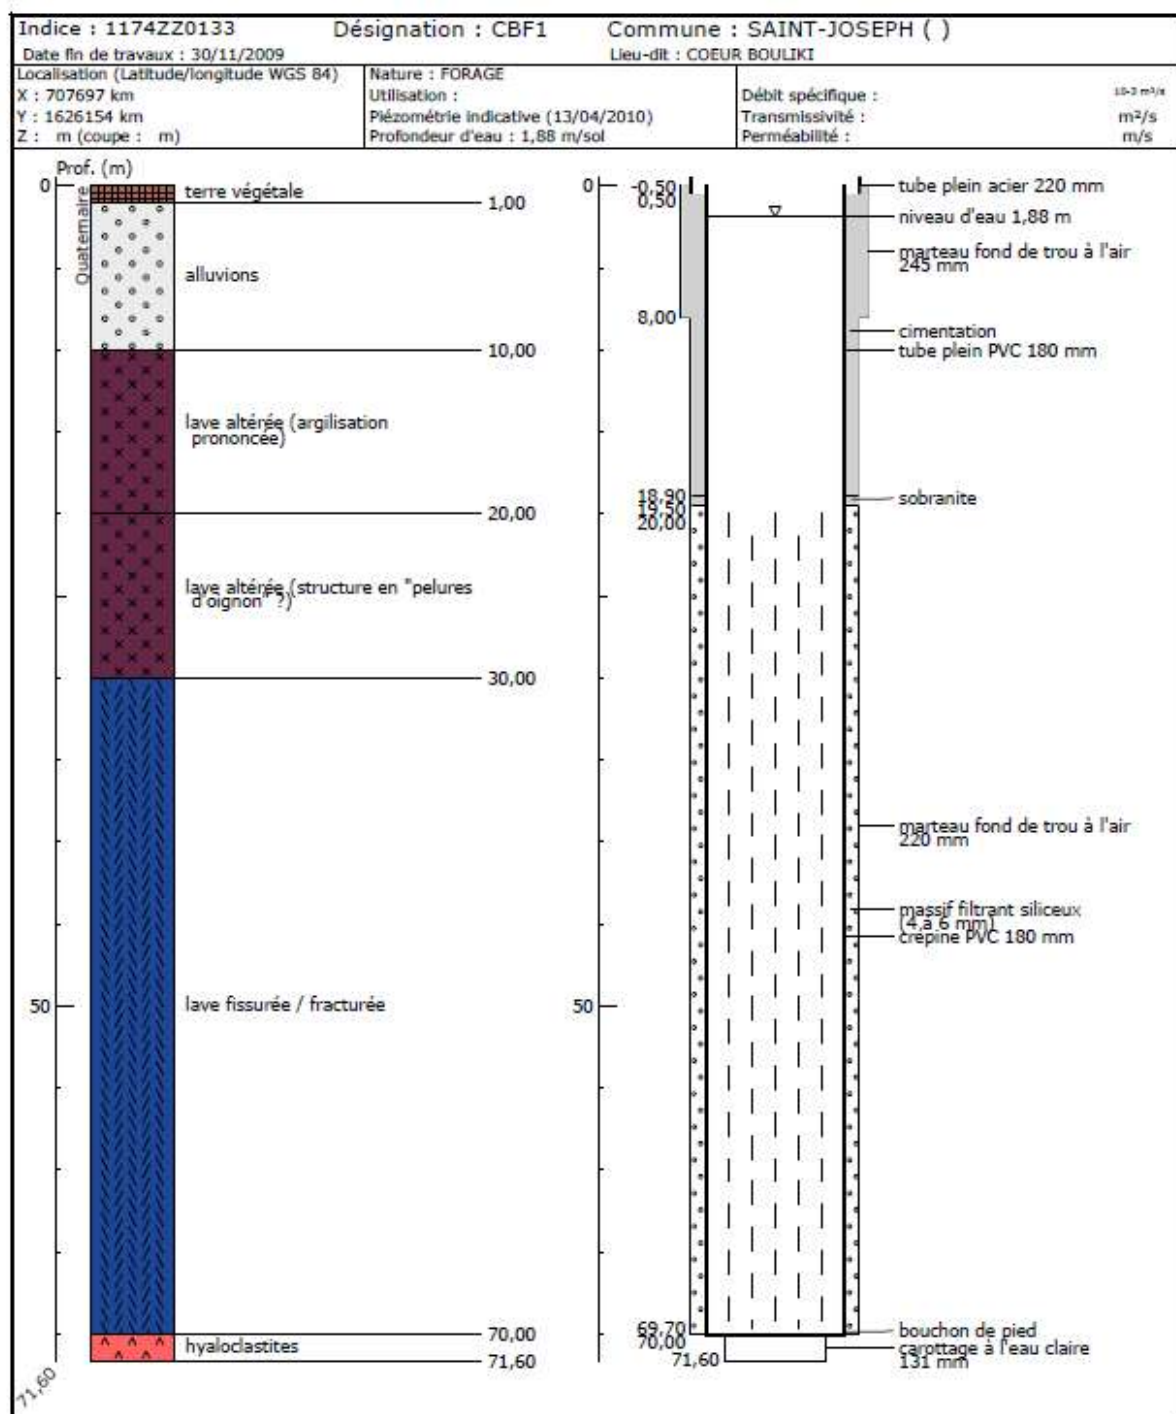 Indice : 1174ZZ0133 Désignation : CBF1 Commune : SAINT-JOSEPH ( )
Date fin de travaux : 30/11/2009 Lieu-dit : COEUR BOULIKI
Localisation (Latitude/longitude WGS 84)
X : 707697 km
Y : 1626154 km
Z : m (coupe : m)
Nature : FORAGE
Utilisation :
Piézométrie indicative (13/04/2010)
Profondeur d'eau : 1,88 m/sol
Débit spécifique : 10-3 m³/s
Transmissivité : m²/s
Perméabilité : m/s
Prof. (m)
0
50
71,60
Quaternaire
terre végétale
1,00
alluvions
10,00
lave altérée (argilisation
prononcée)
20,00
lave altérée (structure en "pelures
d'oignon" ?)
30,00
lave fissurée / fracturée
70,00
hyaloclastites
71,60
0
50
-0,50
0,50
8,00
18,90
19,50
20,00
69,70
70,00
71,60
tube plein acier 220 mm
niveau d'eau 1,88 m
marteau fond de trou à l'air
245 mm
cimentation
tube plein PVC 180 mm
sobranite
marteau fond de trou à l'air
220 mm
massif filtrant siliceux
(4 à 6 mm)
crépine PVC 180 mm
bouchon de pied
carottage à l'eau claire
131 mm